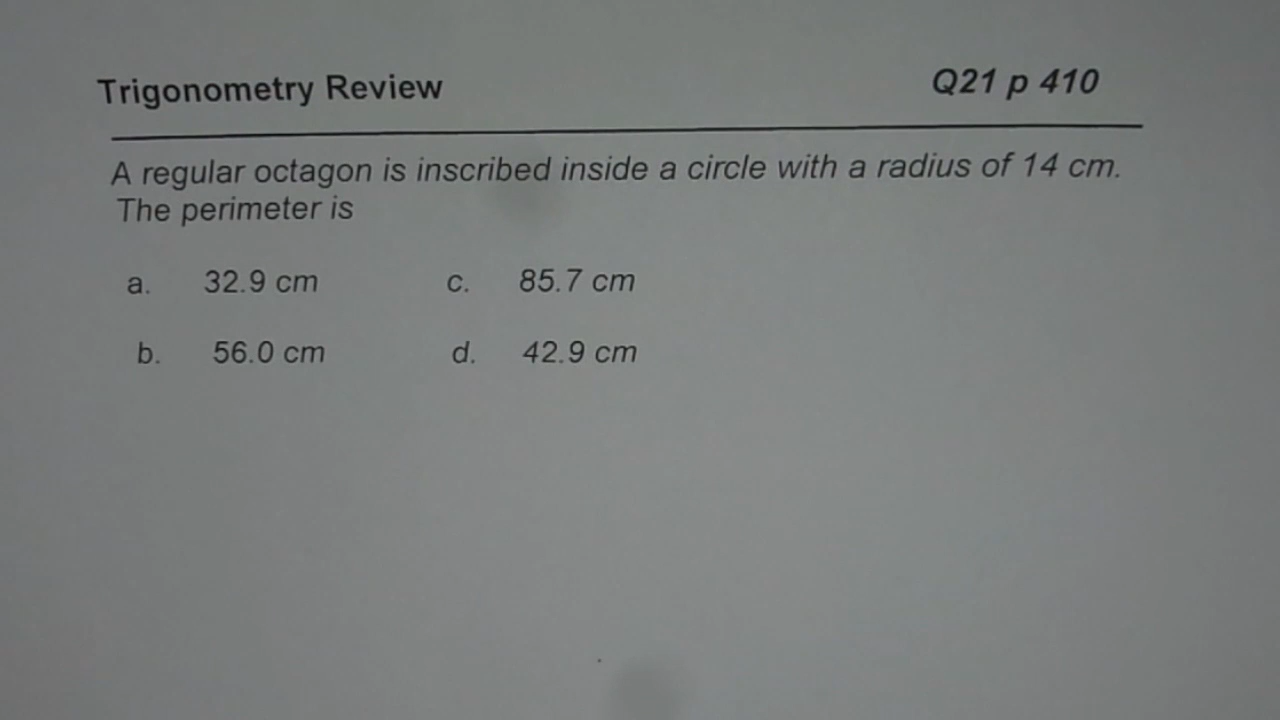 Trigonometry Review Q21 p 410
A regular octagon is inscribed inside a circle with a radius of 14 cm.
The perimeter is
a. 32.9 cm c. 85.7 cm
b. 56.0 cm d. 42.9 cm